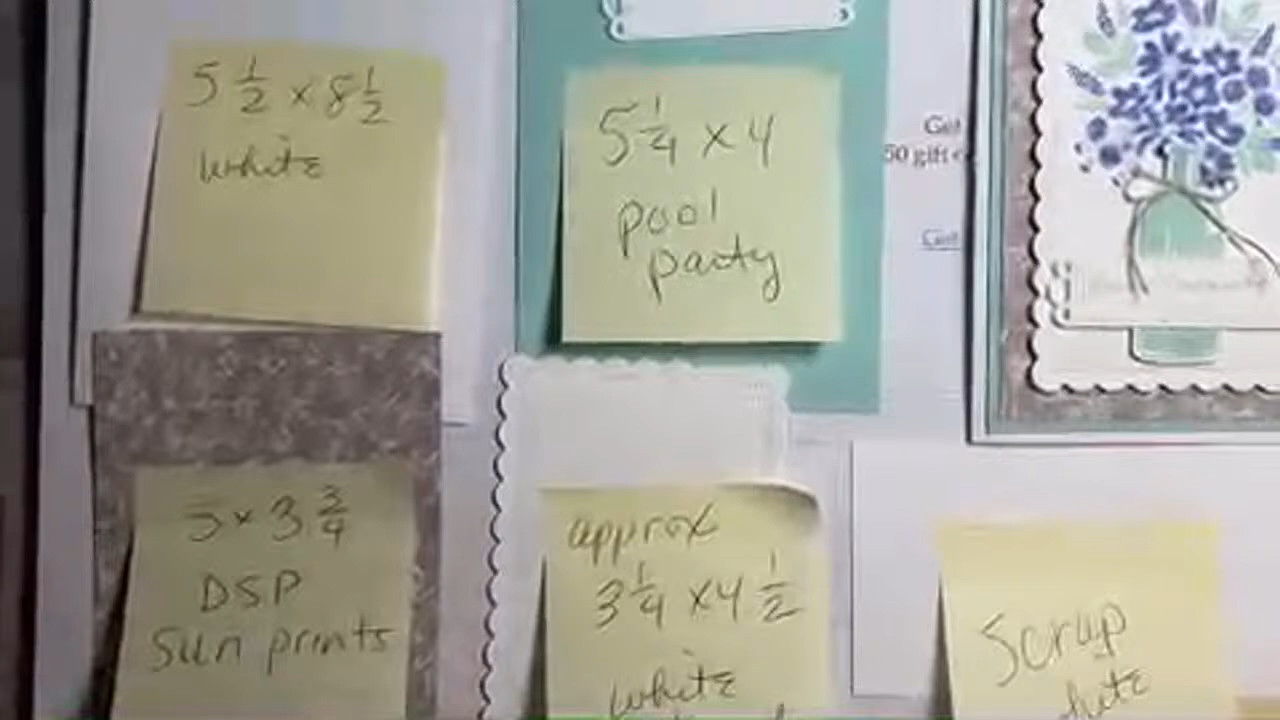 5 1/2 x 8 1/2
white
5 1/4 x 4
pool
party
Get
50 gift
Get
5 x 3 3/4
DSP
Sun prints
approx
3 1/4 x 4 1/2
white
Scrap